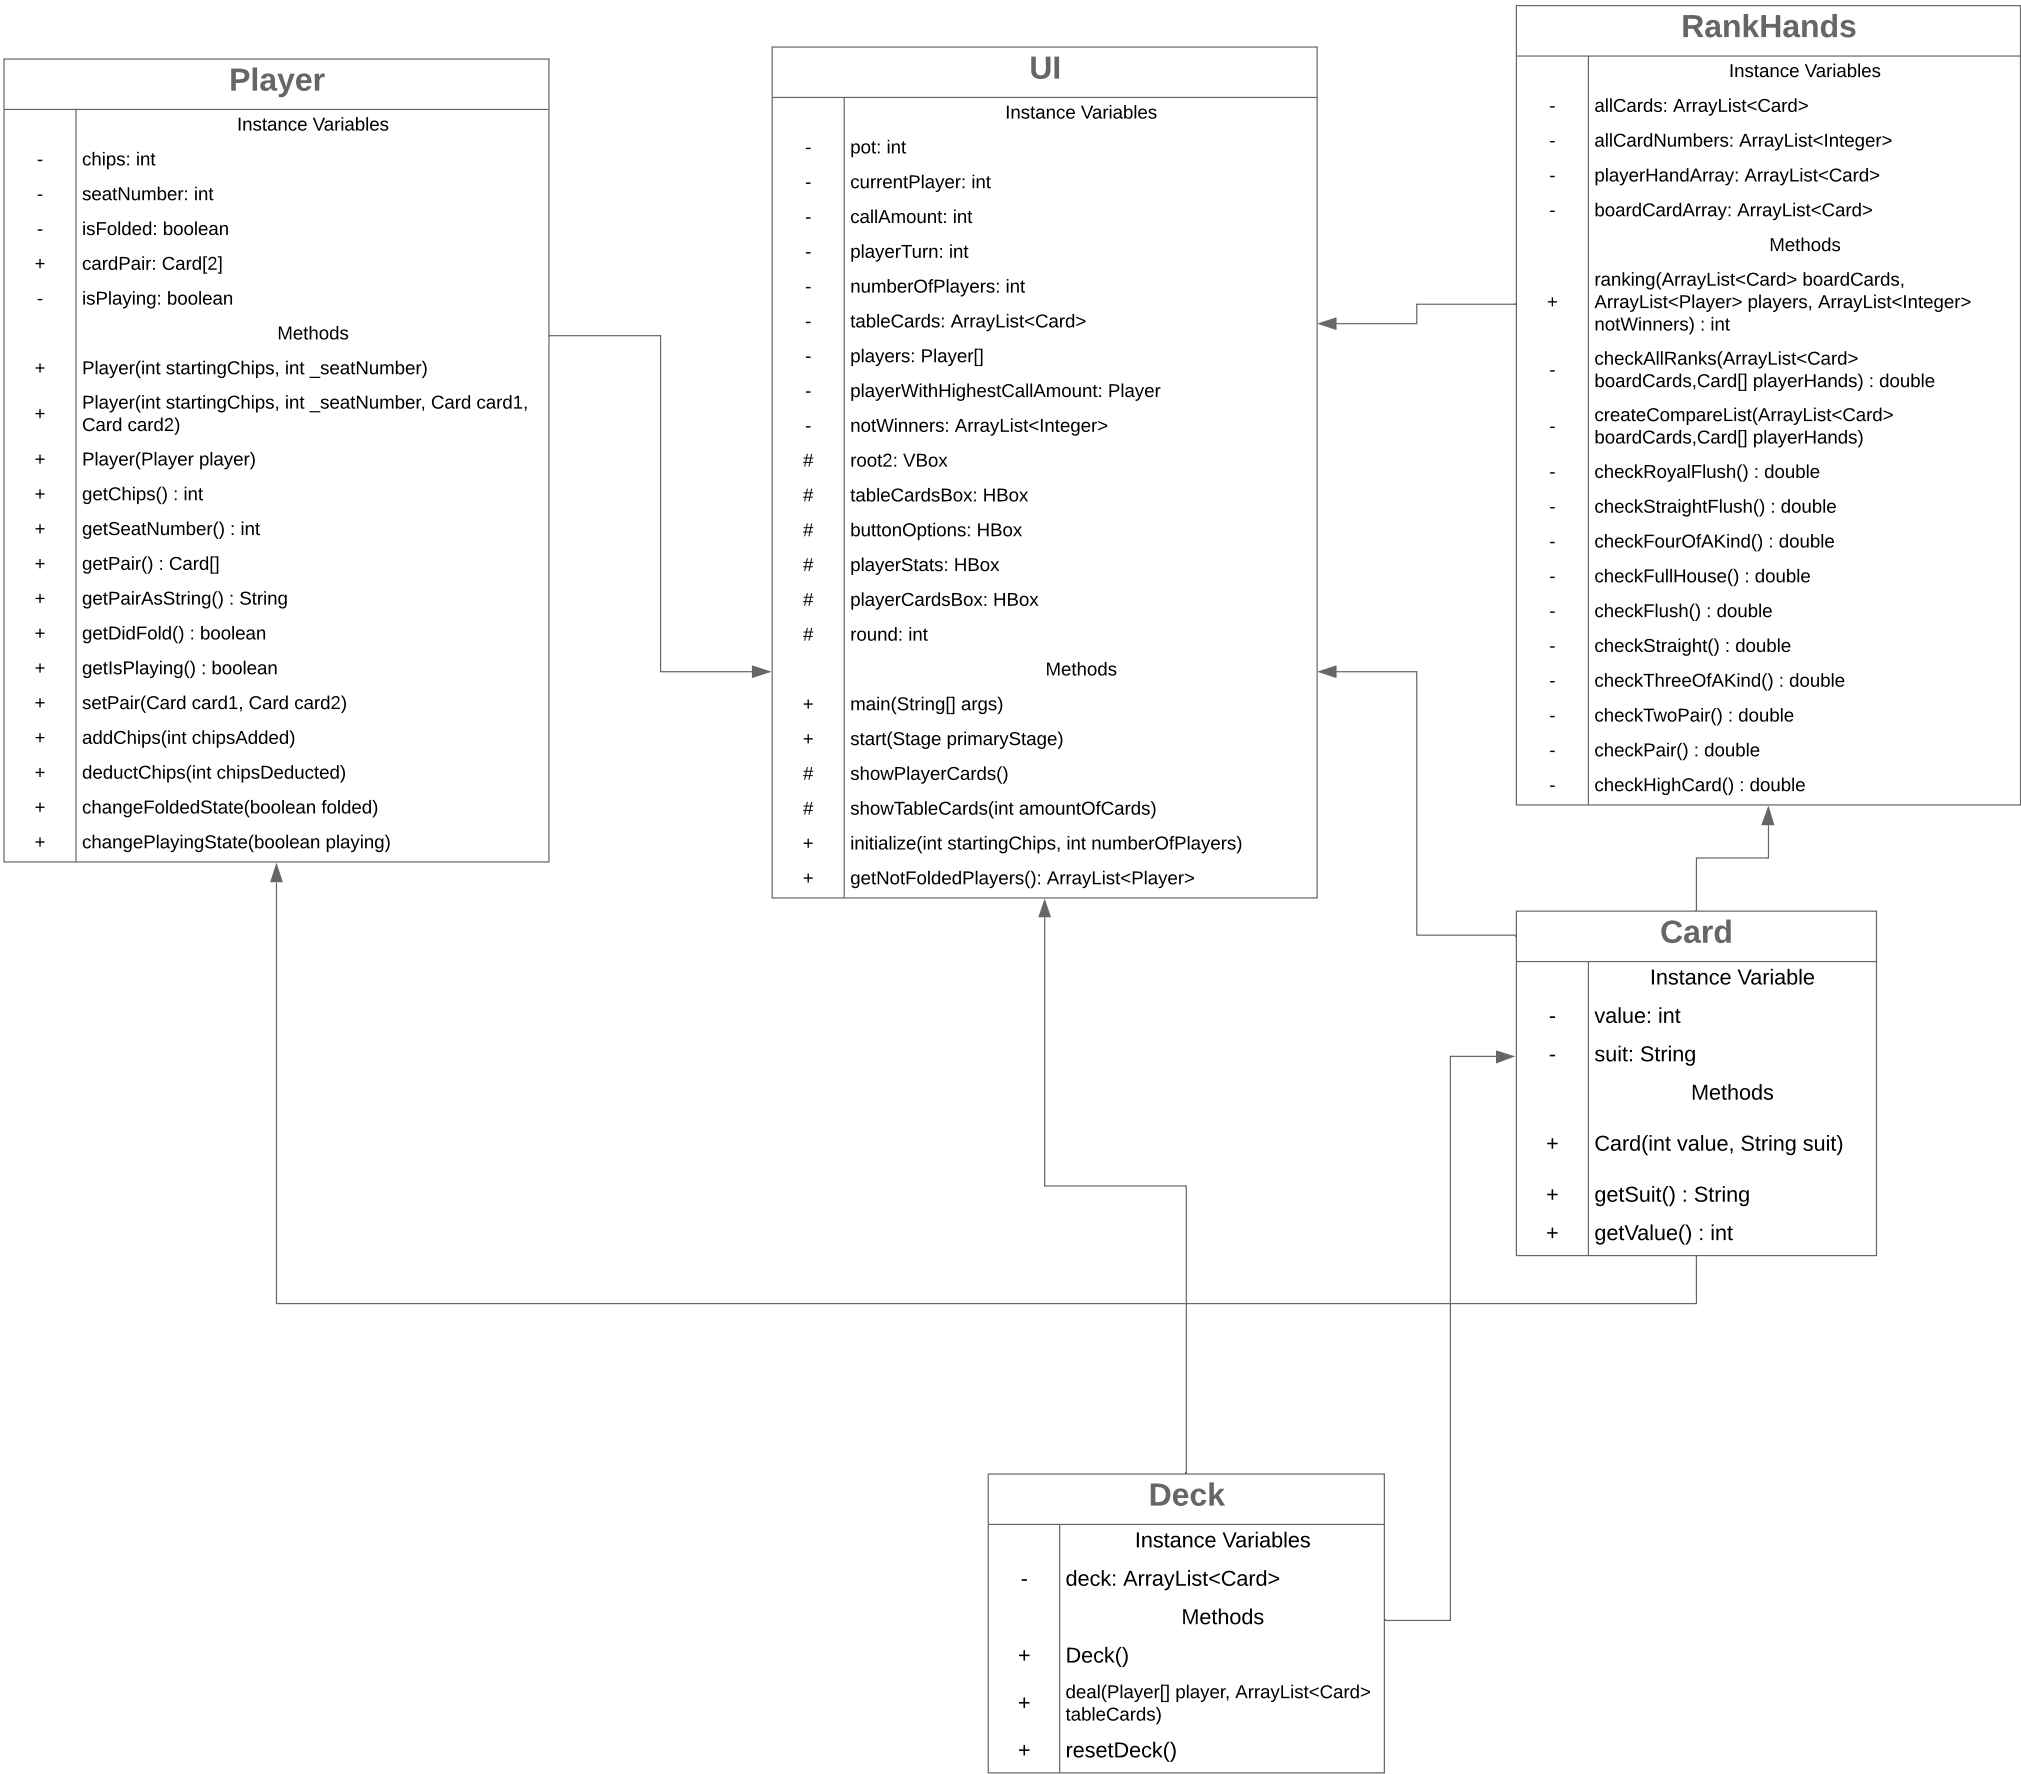 Player
Instance Variables
- chips: int
- seatNumber: int
- isFolded: boolean
+ cardPair: Card[2]
- isPlaying: boolean
Methods
+ Player(int startingChips, int _seatNumber)
+ Player(int startingChips, int _seatNumber, Card card1,
Card card2)
+ Player(Player player)
+ getChips() : int
+ getSeatNumber() : int
+ getPair() : Card[]
+ getPairAsString() : String
+ getDidFold() : boolean
+ getIsPlaying() : boolean
+ setPair(Card card1, Card card2)
+ addChips(int chipsAdded)
+ deductChips(int chipsDeducted)
+ changeFoldedState(boolean folded)
+ changePlayingState(boolean playing)
UI
Instance Variables
- pot: int
- currentPlayer: int
- callAmount: int
- playerTurn: int
- numberOfPlayers: int
- tableCards: ArrayList<Card>
- players: Player[]
- playerWithHighestCallAmount: Player
- notWinners: ArrayList<Integer>
# root2: VBox
# tableCardsBox: HBox
# buttonOptions: HBox
# playerStats: HBox
# playerCardsBox: HBox
# round: int
Methods
+ main(String[] args)
+ start(Stage primaryStage)
# showPlayerCards()
# showTableCards(int amountOfCards)
+ initialize(int startingChips, int numberOfPlayers)
+ getNotFoldedPlayers(): ArrayList<Player>
RankHands
Instance Variables
- allCards: ArrayList<Card>
- allCardNumbers: ArrayList<Integer>
- playerHandArray: ArrayList<Card>
- boardCardArray: ArrayList<Card>
Methods
ranking(ArrayList<Card> boardCards,
+ ArrayList<Player> players, ArrayList<Integer>
notWinners) : int
- checkAllRanks(ArrayList<Card>
boardCards,Card[] playerHands) : double
- createCompareList(ArrayList<Card>
boardCards,Card[] playerHands)
- checkRoyalFlush() : double
- checkStraightFlush() : double
- checkFourOfAKind() : double
- checkFullHouse() : double
- checkFlush() : double
- checkStraight() : double
- checkThreeOfAKind() : double
- checkTwoPair() : double
- checkPair() : double
- checkHighCard() : double
Card
Instance Variable
- value: int
- suit: String
Methods
+ Card(int value, String suit)
+ getSuit() : String
+ getValue() : int
Deck
Instance Variables
- deck: ArrayList<Card>
Methods
+ Deck()
+ deal(Player[] player, ArrayList<Card>
tableCards)
+ resetDeck()